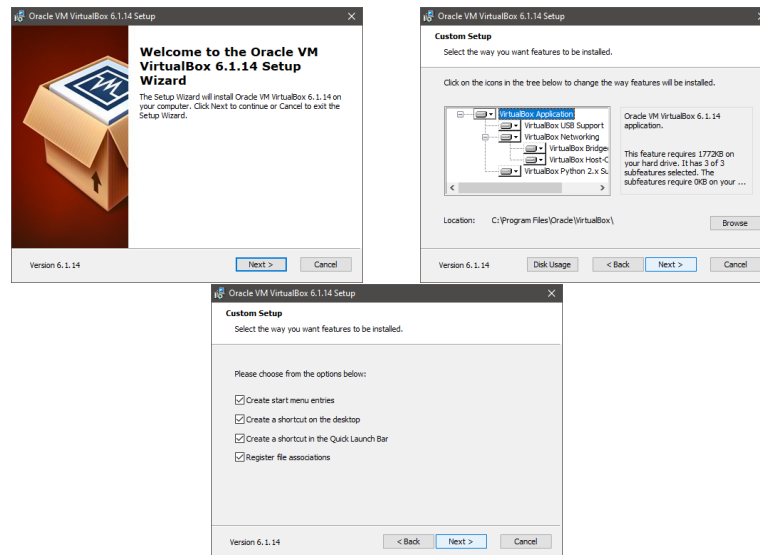 Oracle VM VirtualBox 6.1.14 Setup
Welcome to the Oracle VM
VirtualBox 6.1.14 Setup
Wizard
The Setup Wizard will install Oracle VM VirtualBox 6.1.14 on
your computer. Click Next to continue or Cancel to exit the
Setup Wizard.
Version 6.1.14
Next >
Cancel
Oracle VM VirtualBox 6.1.14 Setup
Custom Setup
Select the way you want features to be installed.
Click on the icons in the tree below to change the way features will be installed.
VirtualBox Application
VirtualBox USB Support
VirtualBox Networking
VirtualBox Bridge
VirtualBox Host-
VirtualBox Python 2.x
Oracle VM VirtualBox 6.1.14
application.
This feature requires 1772KB on
your hard drive. It has 3 of 3
subfeatures selected. The
subfeatures require 0KB on your ...
Location: C:\Program Files\Oracle\VirtualBox\
Browse
Version 6.1.14
Disk Usage
< Back
Next >
Cancel
Oracle VM VirtualBox 6.1.14 Setup
Custom Setup
Select the way you want features to be installed.
Please choose from the options below:
Create start menu entries
Create a shortcut on the desktop
Create a shortcut in the Quick Launch Bar
Register file associations
Version 6.1.14
< Back
Next >
Cancel